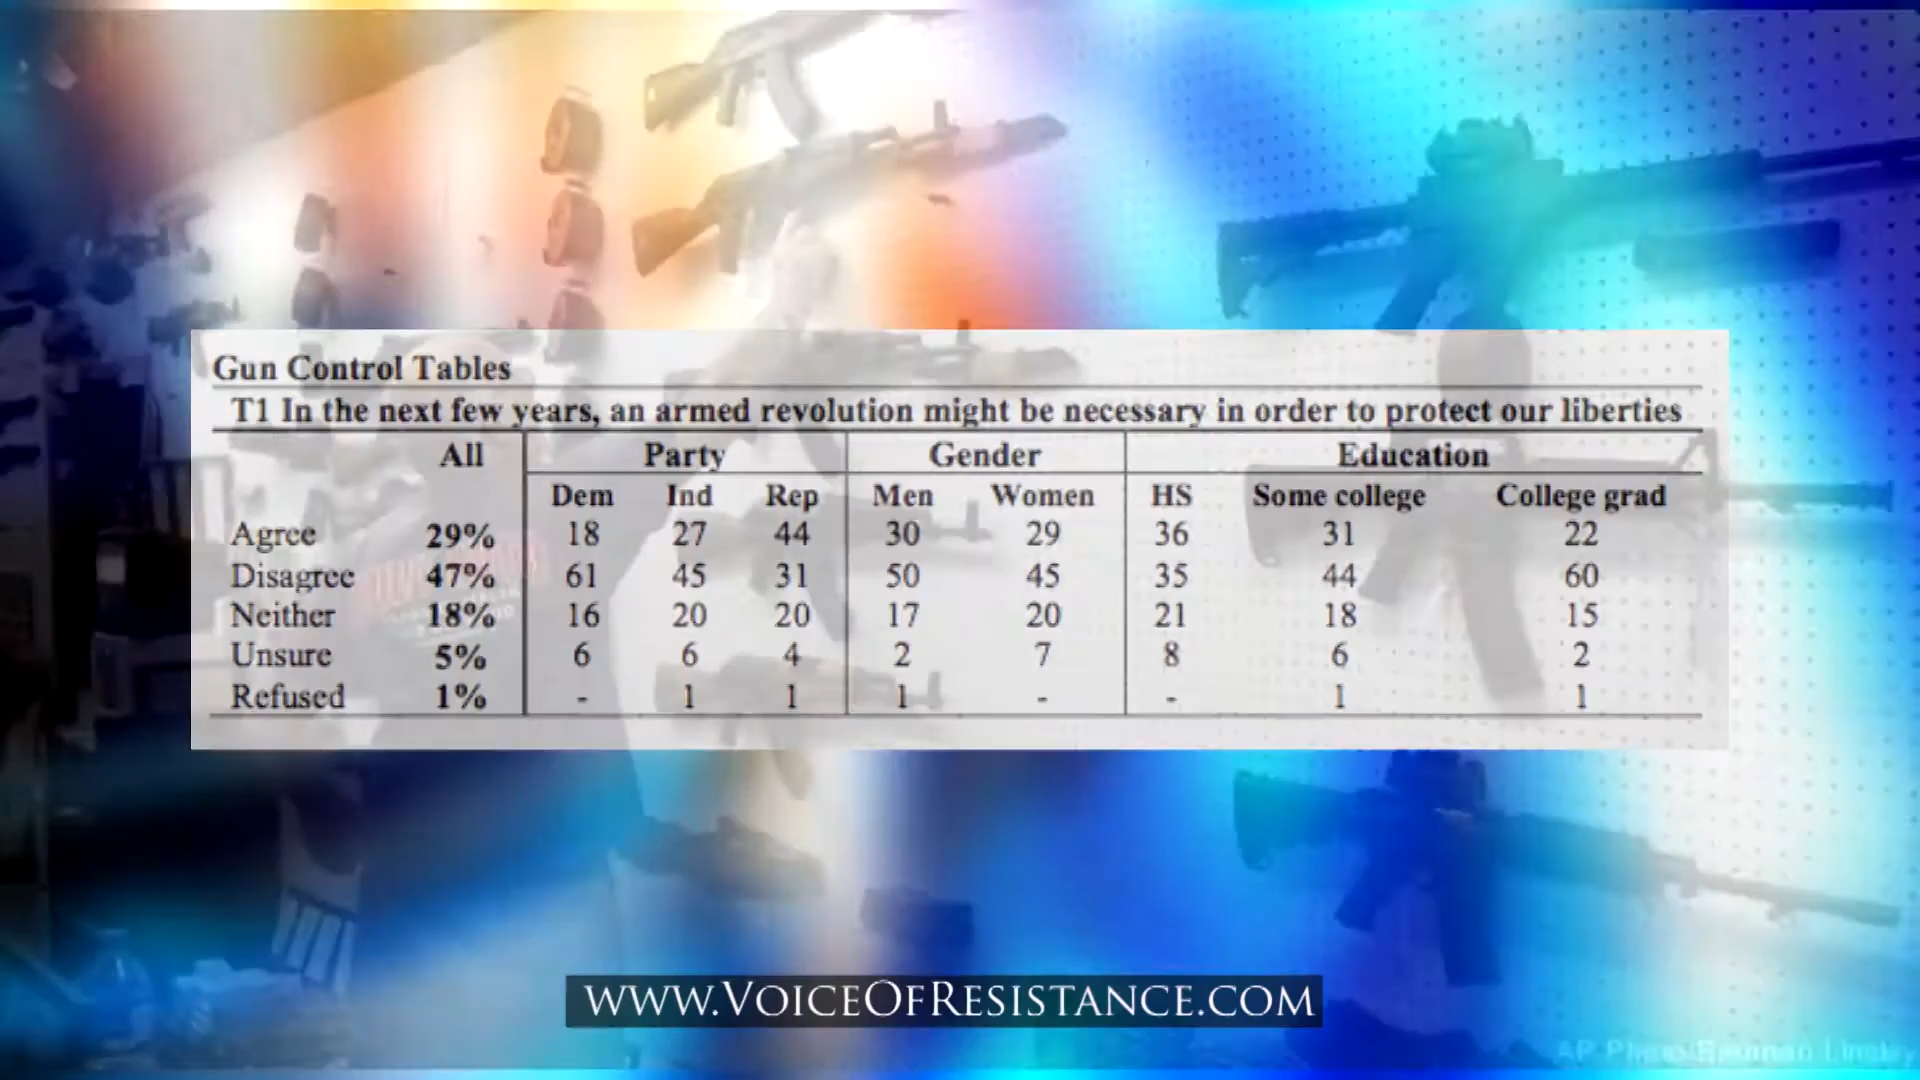 Gun Control Tables
T1 In the next few years, an armed revolution might be necessary in order to protect our liberties
All Party Gender Education
Dem Ind Rep Men Women HS Some college College grad
Agree 29% 18 27 44 30 29 36 31 22
Disagree 47% 61 45 31 50 45 35 44 60
Neither 18% 16 20 20 17 20 21 18 15
Unsure 5% 6 6 4 2 7 8 6 2
Refused 1% - 1 1 1 - - 1 1
WWW.VOICEOFRESISTANCE.COM
AP Photo/Brennan Linsley